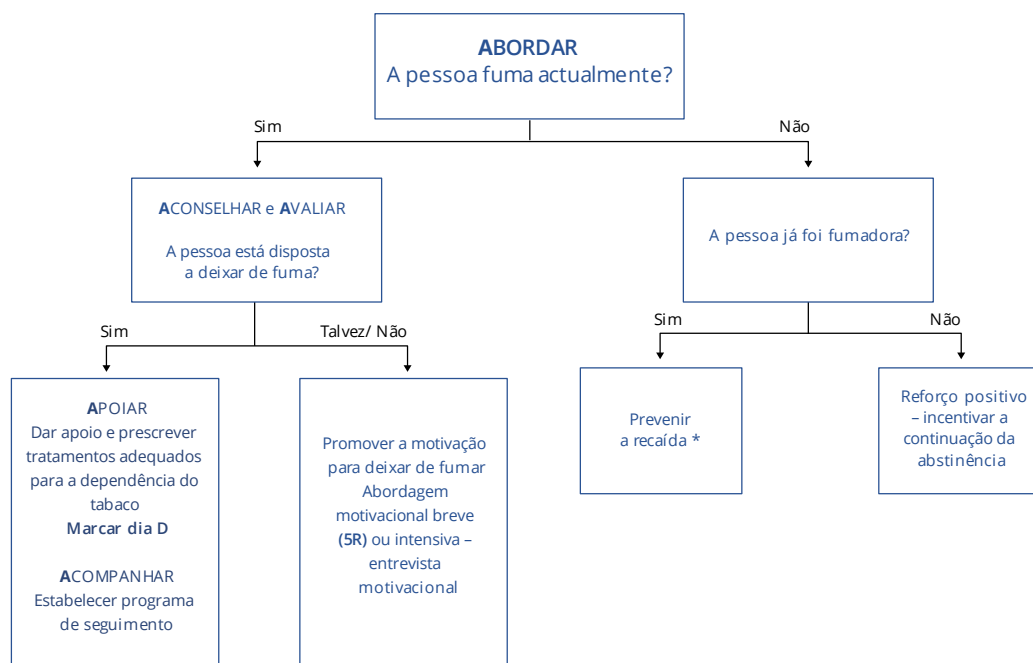 ABORDAR
A pessoa fuma actualmente?
Sim
Não
ACONSELHAR e AVALIAR
A pessoa está disposta
a deixar de fuma?
A pessoa já foi fumadora?
Sim
Talvez/ Não
Sim
Não
APOIAR
Dar apoio e prescrever
tratamentos adequados
para a dependência do
tabaco
Marcar dia D
ACOMPANHAR
Estabelecer programa
de seguimento
Promover a motivação
para deixar de fumar
Abordagem
motivacional breve
(5R) ou intensiva –
entrevista
motivacional
Prevenir
a recaída *
Reforço positivo
– incentivar a
continuação da
abstinência